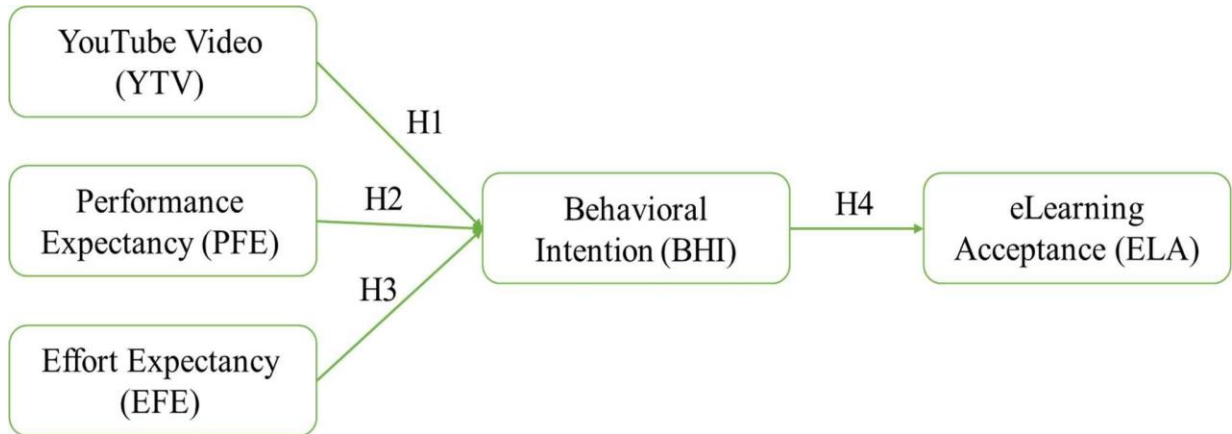 YouTube Video
(YTV)
H1
Performance
Expectancy (PFE)
H2
Behavioral
Intention (BHI)
H4
eLearning
Acceptance (ELA)
H3
Effort Expectancy
(EFE)